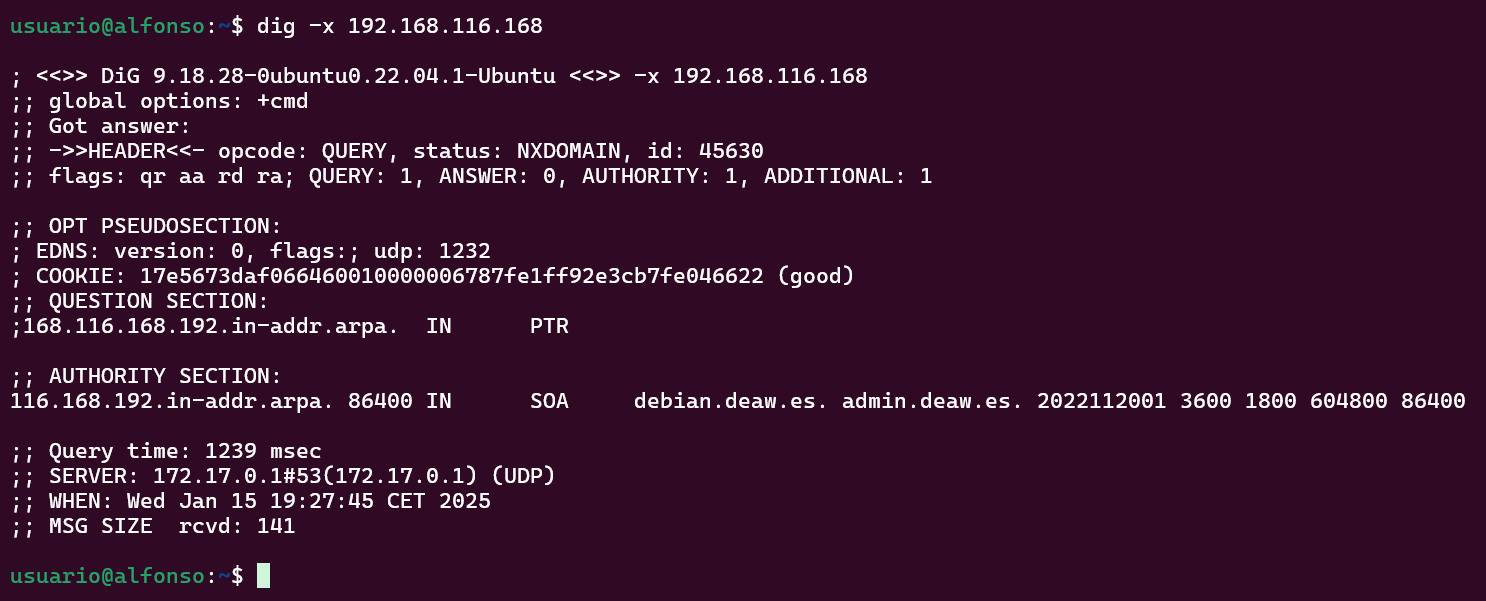 usuario@alfonso:~$ dig -x 192.168.116.168
; <<>> DiG 9.18.28-0ubuntu0.22.04.1-Ubuntu <<>> -x 192.168.116.168
;; global options: +cmd
;; Got answer:
;; ->>HEADER<<- opcode: QUERY, status: NXDOMAIN, id: 45630
;; flags: qr aa rd ra; QUERY: 1, ANSWER: 0, AUTHORITY: 1, ADDITIONAL: 1
;; OPT PSEUDOSECTION:
; EDNS: version: 0, flags:; udp: 1232
; COOKIE: 17e5673daf066460010000006787fe1ff92e3cb7fe046622 (good)
;; QUESTION SECTION:
;168.116.168.192.in-addr.arpa.  IN      PTR
;; AUTHORITY SECTION:
116.168.192.in-addr.arpa. 86400 IN      SOA     debian.deaw.es. admin.deaw.es. 2022112001 3600 1800 604800 86400
;; Query time: 1239 msec
;; SERVER: 172.17.0.1#53(172.17.0.1) (UDP)
;; WHEN: Wed Jan 15 19:27:45 CET 2025
;; MSG SIZE  rcvd: 141
usuario@alfonso:~$